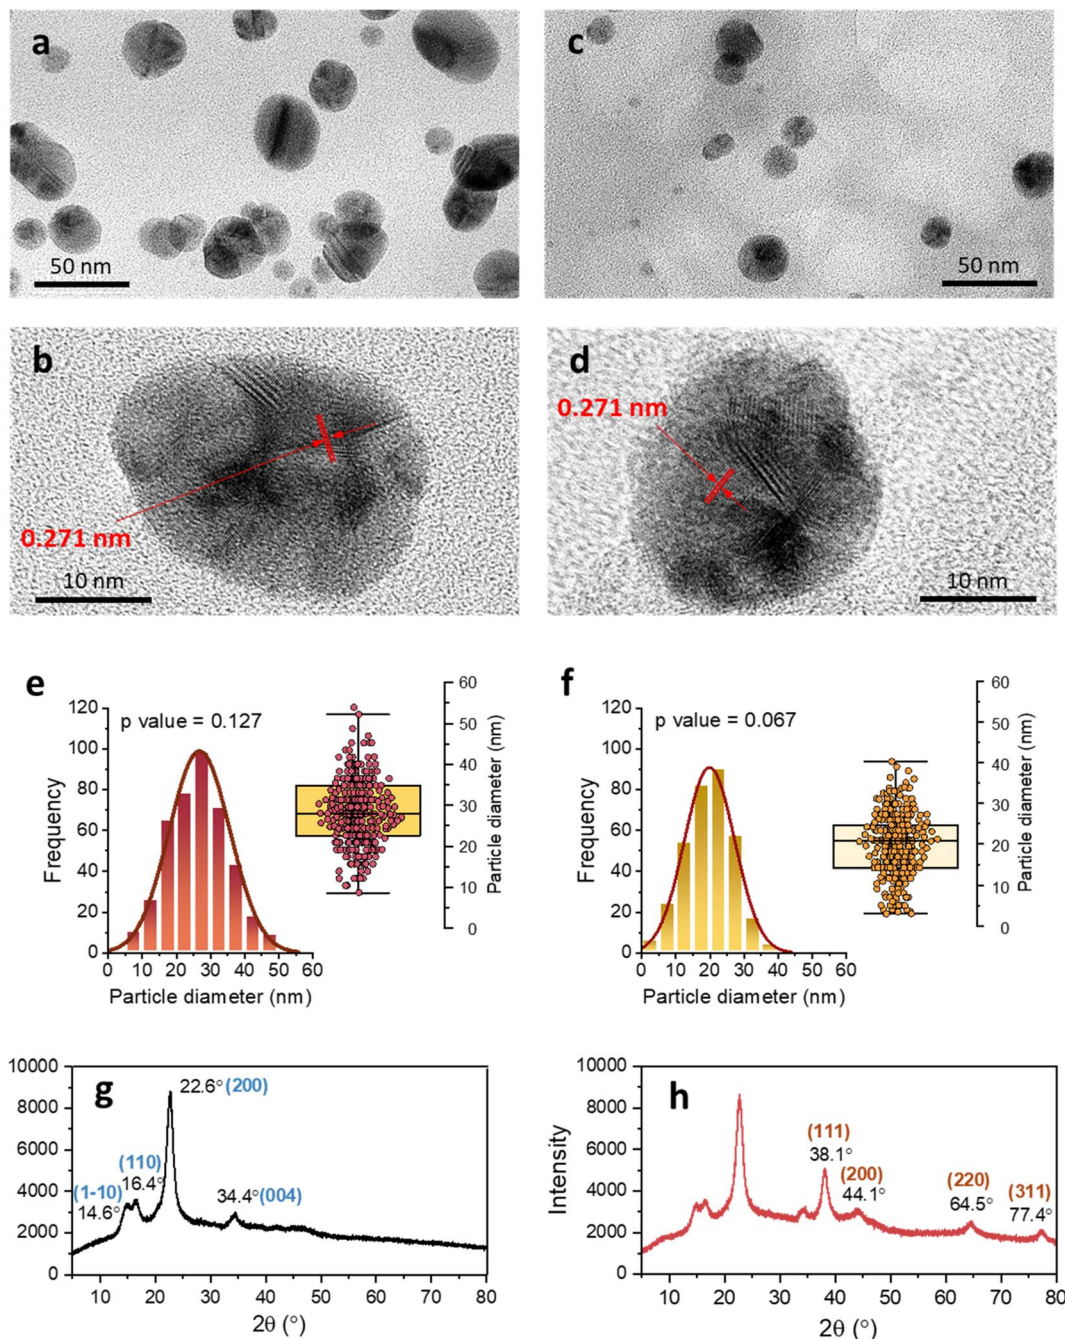 a
50 nm
c
50 nm
b
0.271 nm
10 nm
d
0.271 nm
10 nm
e
p value = 0.127
Frequency
120
100
80
60
40
20
0
0 10 20 30 40 50 60
Particle diameter (nm)
60
50
40
30
20
10
0
Particle diameter (nm)
f
p value = 0.067
Frequency
120
100
80
60
40
20
0
0 10 20 30 40 50 60
Particle diameter (nm)
60
50
40
30
20
10
0
Particle diameter (nm)
g
10000
8000
6000
4000
2000
0
22.6° (200)
(110)
16.4°
(1-10)
14.6°
34.4° (004)
10 20 30 40 50 60 70 80
2θ (°)
h
Intensity
10000
8000
6000
4000
2000
0
(111)
38.1°
(200)
44.1°
(220)
64.5°
(311)
77.4°
10 20 30 40 50 60 70 80
2θ (°)